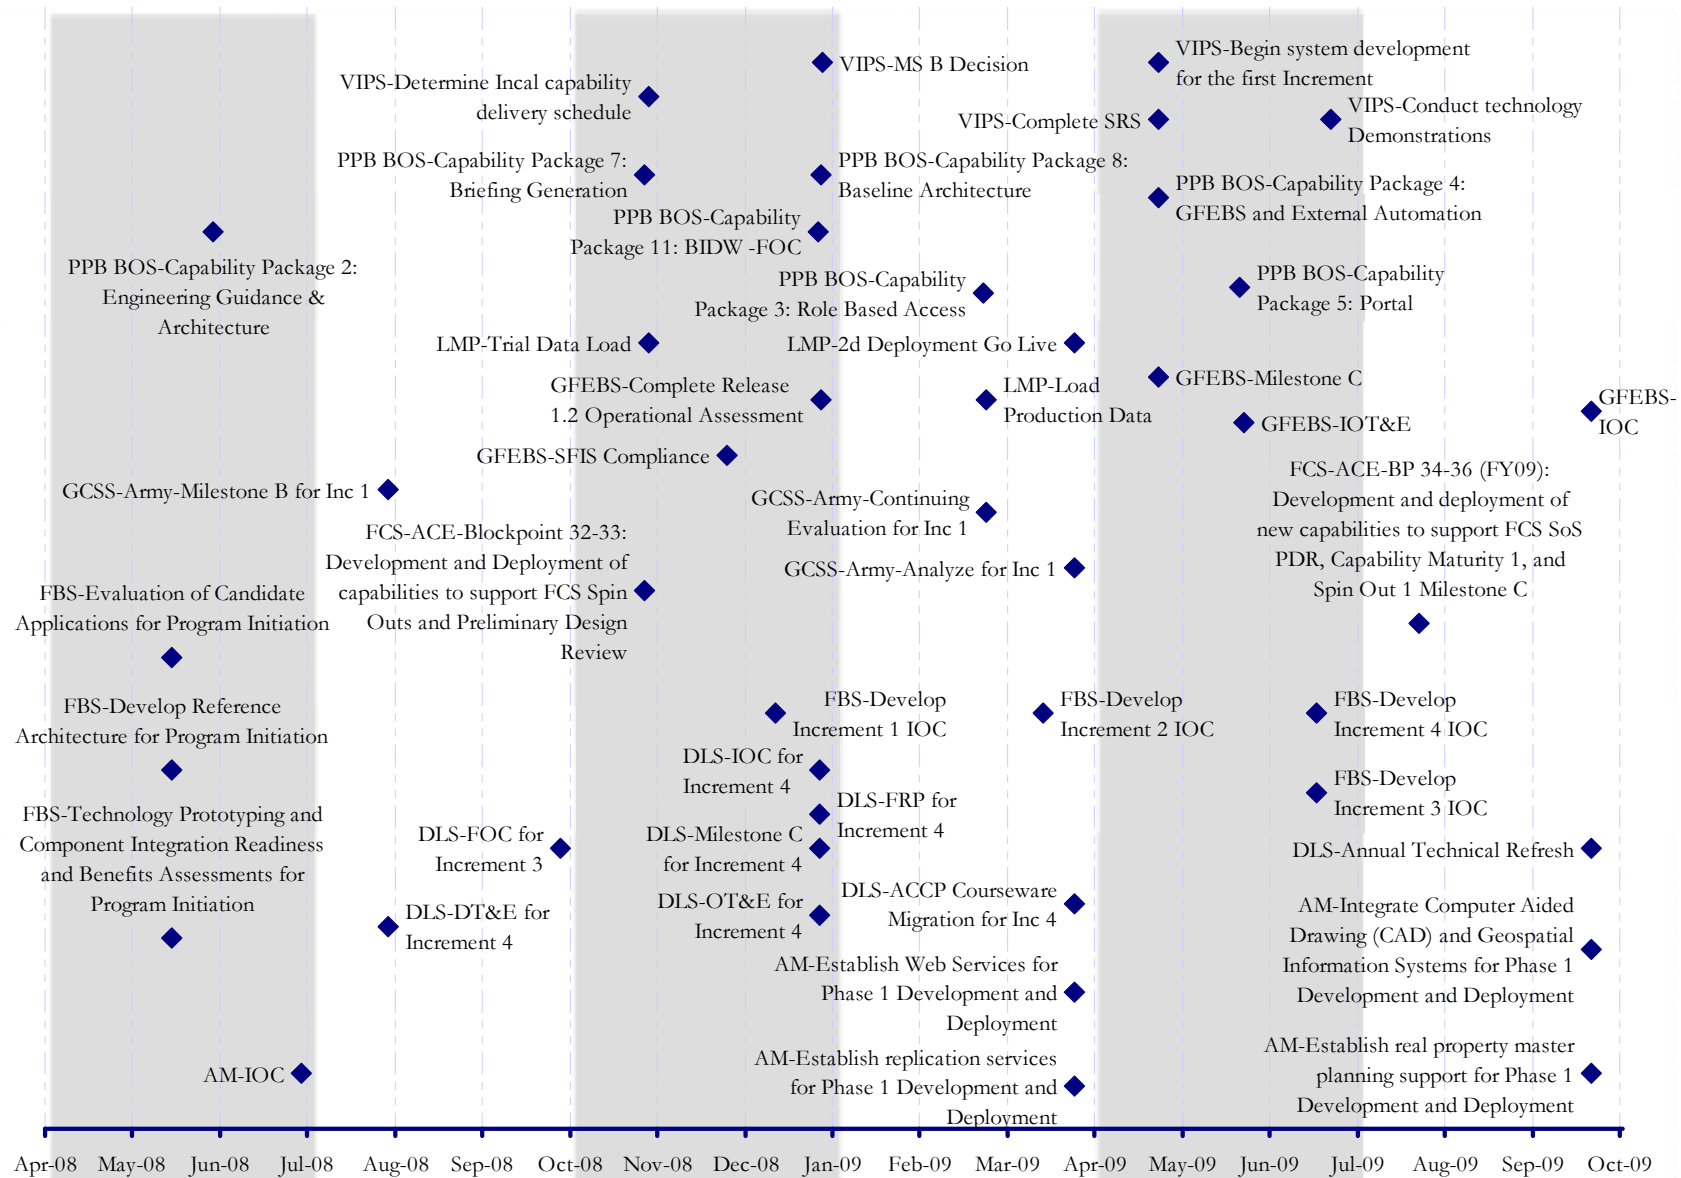 VIPS-MS B Decision
VIPS-Begin system development
for the first Increment
VIPS-Determine Incal capability
delivery schedule
VIPS-Complete SRS
VIPS-Conduct technology
Demonstrations
PPB BOS-Capability Package 7:
Briefing Generation
PPB BOS-Capability Package 8:
Baseline Architecture
PPB BOS-Capability Package 4:
GFEBS and External Automation
PPB BOS-Capability
Package 11: BIDW -FOC
PPB BOS-Capability Package 2:
Engineering Guidance &
Architecture
PPB BOS-Capability
Package 3: Role Based Access
PPB BOS-Capability
Package 5: Portal
LMP-Trial Data Load
LMP-2d Deployment Go Live
GFEBS-Complete Release
1.2 Operational Assessment
LMP-Load
Production Data
GFEBS-Milestone C
GFEBS-IOT&E
GFEBS-
IOC
GFEBS-SFIS Compliance
GCSS-Army-Milestone B for Inc 1
GCSS-Army-Continuing
Evaluation for Inc 1
FCS-ACE-BP 34-36 (FY09):
Development and deployment of
new capabilities to support FCS SoS
PDR, Capability Maturity 1, and
Spin Out 1 Milestone C
FCS-ACE-Blockpoint 32-33:
Development and Deployment of
capabilities to support FCS Spin
Outs and Preliminary Design
Review
GCSS-Army-Analyze for Inc 1
FBS-Evaluation of Candidate
Applications for Program Initiation
FBS-Develop Reference
Architecture for Program Initiation
FBS-Develop
Increment 1 IOC
FBS-Develop
Increment 2 IOC
FBS-Develop
Increment 4 IOC
DLS-IOC for
Increment 4
FBS-Develop
Increment 3 IOC
FBS-Technology Prototyping and
Component Integration Readiness
and Benefits Assessments for
Program Initiation
DLS-FRP for
Increment 4
DLS-FOC for
Increment 3
DLS-Milestone C
for Increment 4
DLS-Annual Technical Refresh
DLS-DT&E for
Increment 4
DLS-OT&E for
Increment 4
DLS-ACCP Courseware
Migration for Inc 4
AM-Integrate Computer Aided
Drawing (CAD) and Geospatial
Information Systems for Phase 1
Development and Deployment
AM-Establish Web Services for
Phase 1 Development and
Deployment
AM-IOC
AM-Establish replication services
for Phase 1 Development and
Deployment
AM-Establish real property master
planning support for Phase 1
Development and Deployment
Apr-08 May-08 Jun-08 Jul-08 Aug-08 Sep-08 Oct-08 Nov-08 Dec-08 Jan-09 Feb-09 Mar-09 Apr-09 May-09 Jun-09 Jul-09 Aug-09 Sep-09 Oct-09